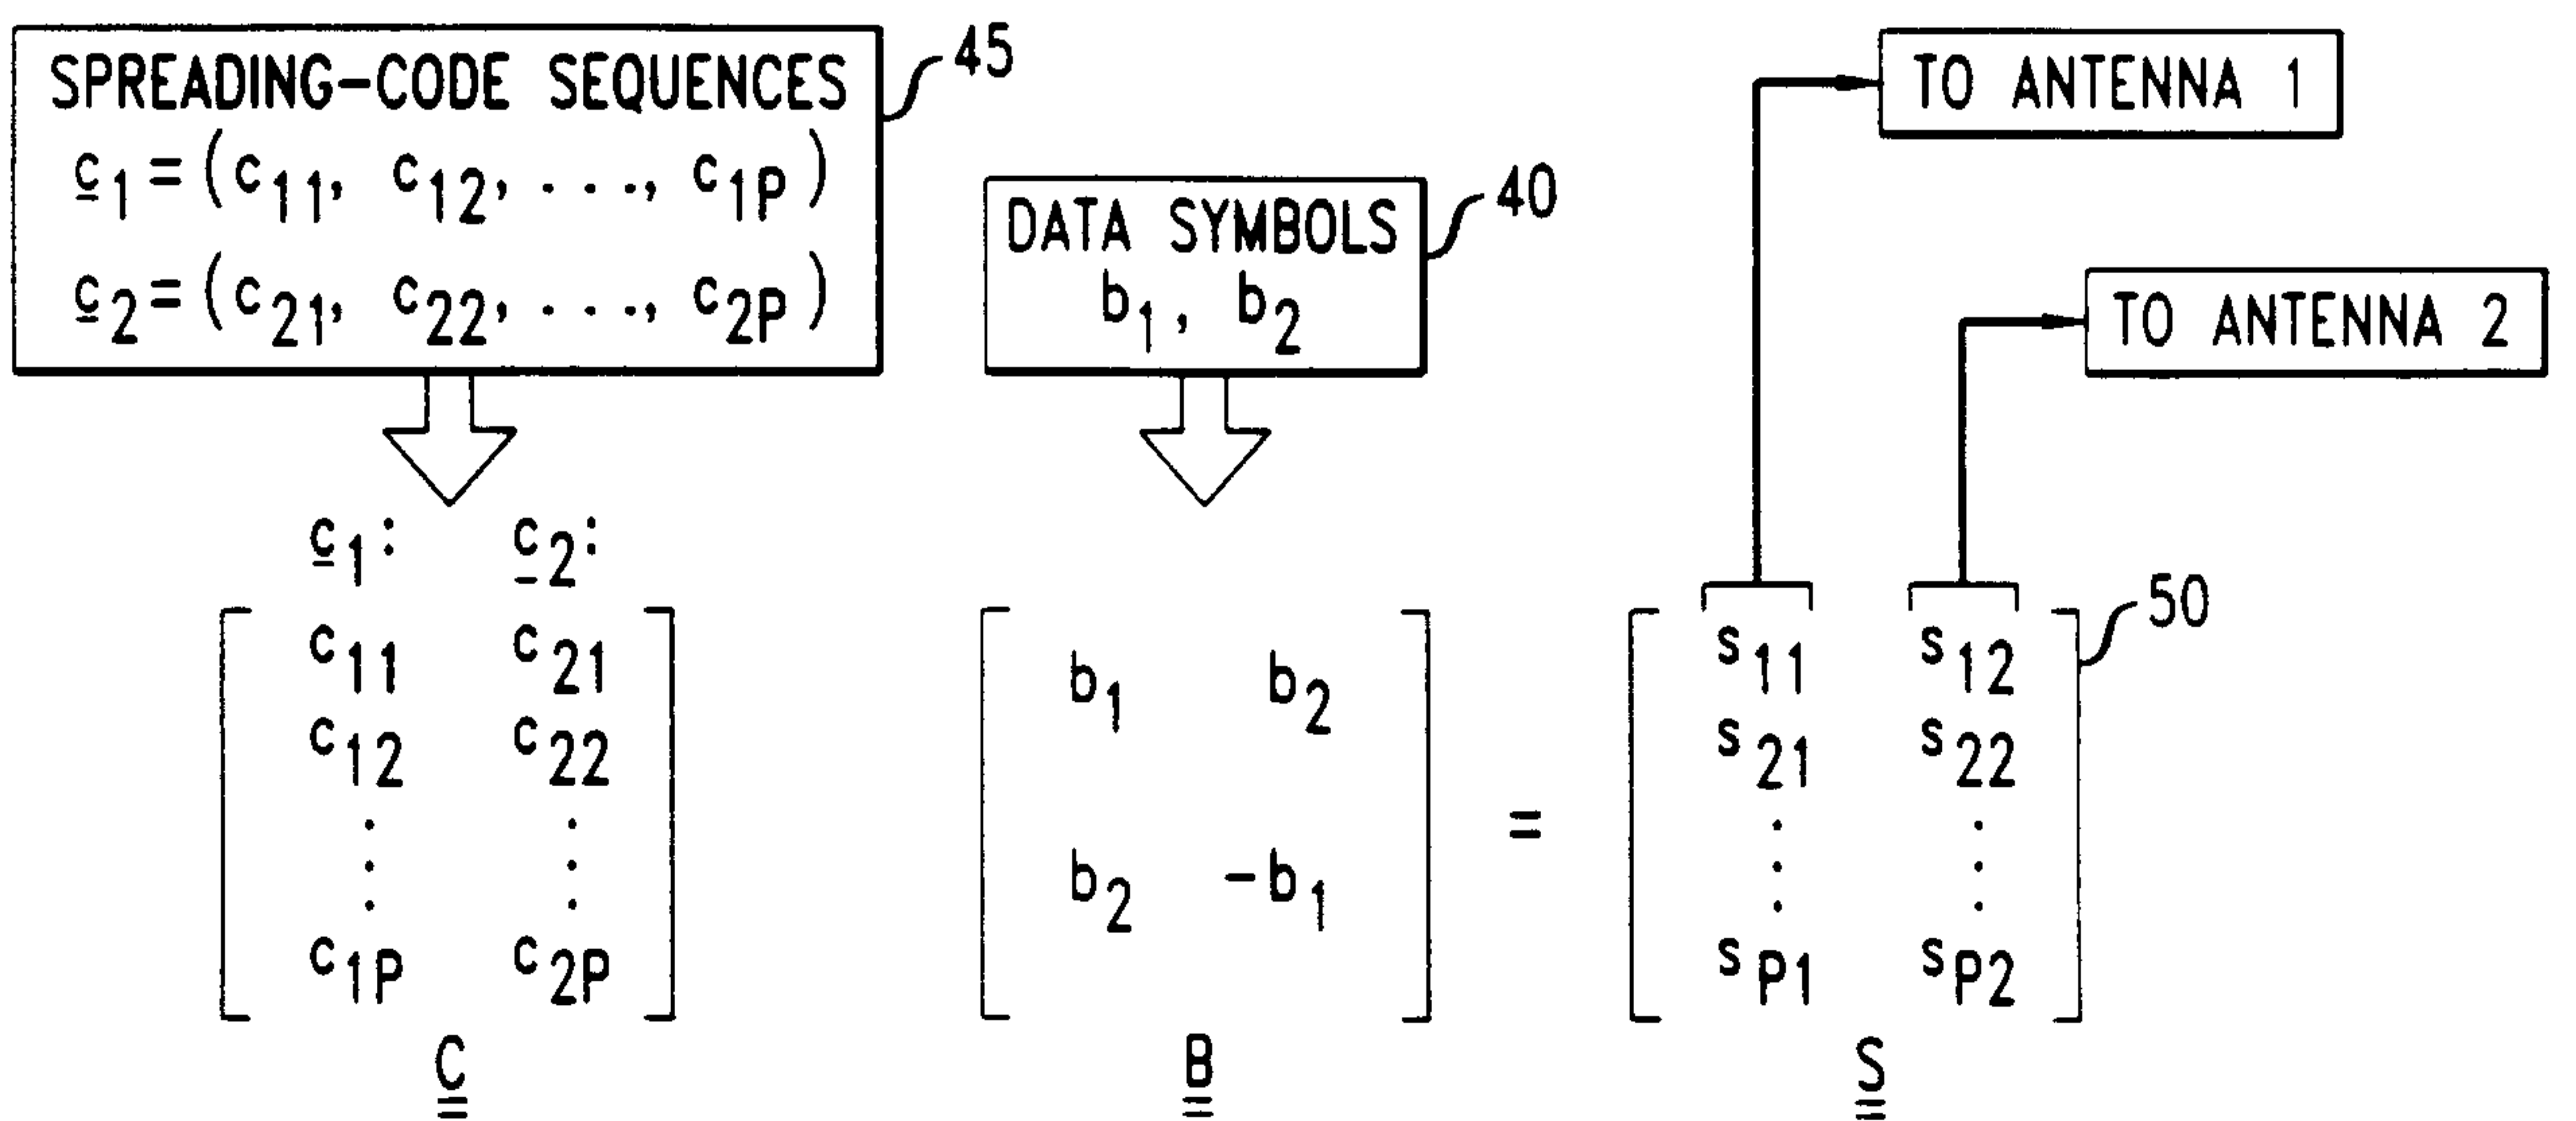 SPREADING-CODE SEQUENCES
c1 = (c11, c12, . . ., c1P)
c2 = (c21, c22, . . ., c2P)
45
DATA SYMBOLS
b1, b2
40
TO ANTENNA 1
TO ANTENNA 2
c1: c2:
c11 c21
c12 c22
. .
. .
. .
c1P c2P
C
b1 b2
b2 -b1
B
=
s11 s12
s21 s22
. .
. .
. .
sP1 sP2
S
50